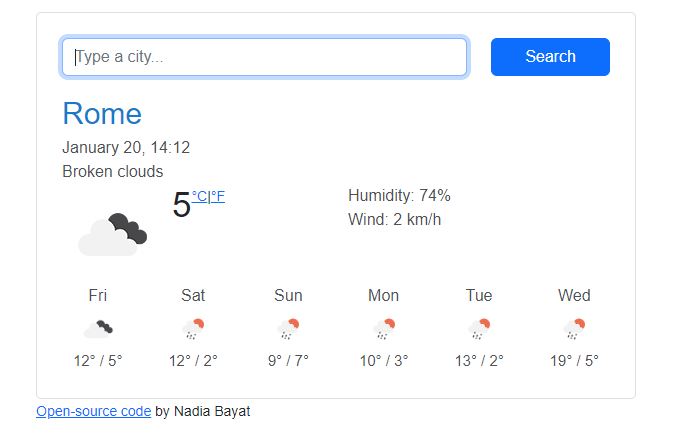 Type a city...
Search
Rome
January 20, 14:12
Broken clouds
5 °C|°F
Humidity: 74%
Wind: 2 km/h
Fri Sat Sun Mon Tue Wed
12° / 5° 12° / 2° 9° / 7° 10° / 3° 13° / 2° 19° / 5°
Open-source code by Nadia Bayat